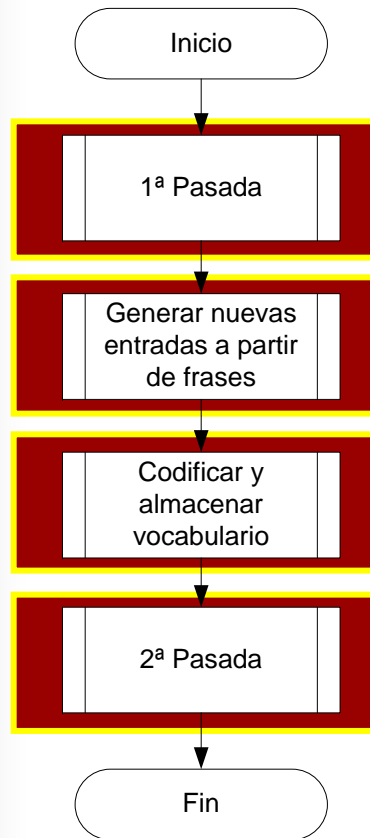 Inicio
1ª Pasada
Generar nuevas
entradas a partir
de frases
Codificar y
almacenar
vocabulario
2ª Pasada
Fin